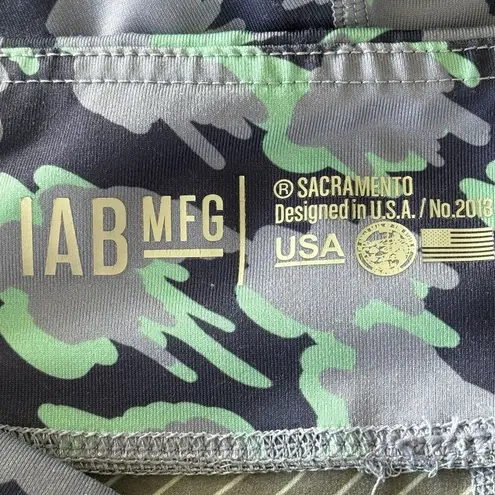 IAB MFG
® SACRAMENTO
Designed in U.S.A. / No. 2013
USA